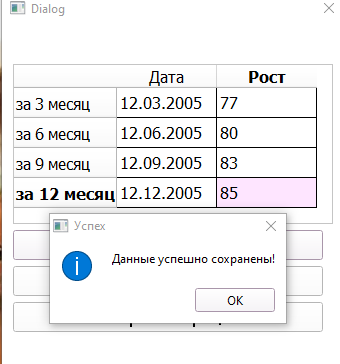 Dialog
Дата Рост
за 3 месяц 12.03.2005 77
за 6 месяц 12.06.2005 80
за 9 месяц 12.09.2005 83
за 12 месяц 12.12.2005 85
Успех
Данные успешно сохранены!
OK